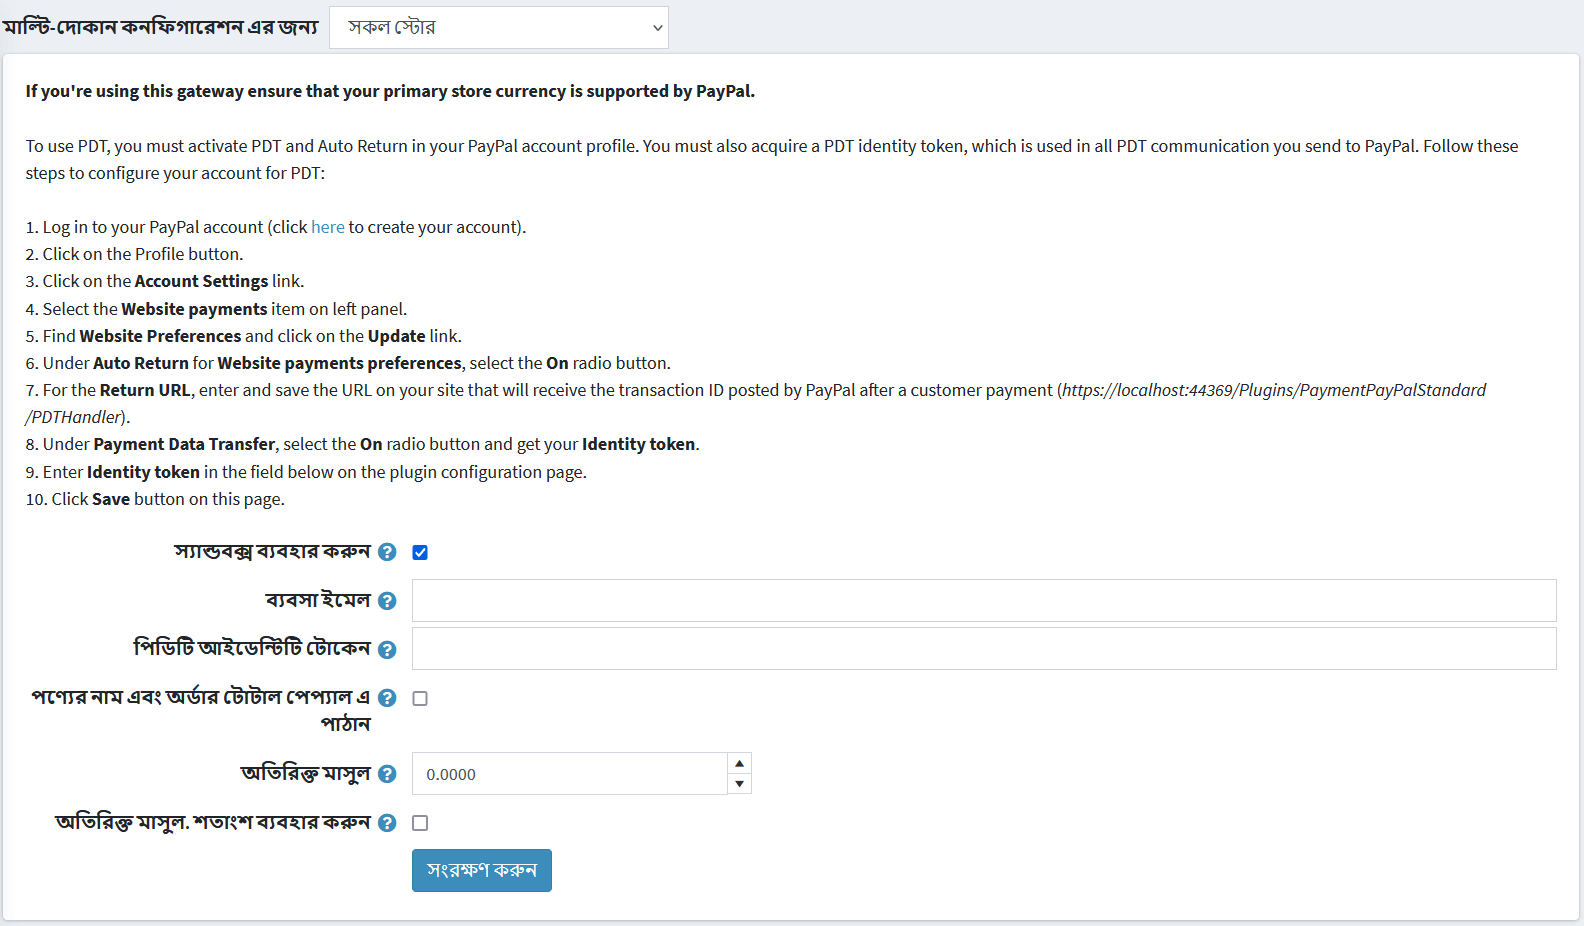 মাল্টি-দোকান কনফিগারেশন এর জন্য সকল স্টোর
If you're using this gateway ensure that your primary store currency is supported by PayPal.
To use PDT, you must activate PDT and Auto Return in your PayPal account profile. You must also acquire a PDT identity token, which is used in all PDT communication you send to PayPal. Follow these
steps to configure your account for PDT:
1. Log in to your PayPal account (click here to create your account).
2. Click on the Profile button.
3. Click on the Account Settings link.
4. Select the Website payments item on left panel.
5. Find Website Preferences and click on the Update link.
6. Under Auto Return for Website payments preferences, select the On radio button.
7. For the Return URL, enter and save the URL on your site that will receive the transaction ID posted by PayPal after a customer payment (https://localhost:44369/Plugins/PaymentPayPalStandard
/PDTHandler).
8. Under Payment Data Transfer, select the On radio button and get your Identity token.
9. Enter Identity token in the field below on the plugin configuration page.
10. Click Save button on this page.
স্যান্ডবক্স ব্যবহার করুন
ব্যবসা ইমেল
পিডিটি আইডেন্টিটি টোকেন
পণ্যের নাম এবং অর্ডার টোটাল পেপ্যাল এ
পাঠান
অতিরিক্ত মাসুল 0.0000
অতিরিক্ত মাসুল. শতাংশ ব্যবহার করুন
সংরক্ষণ করুন